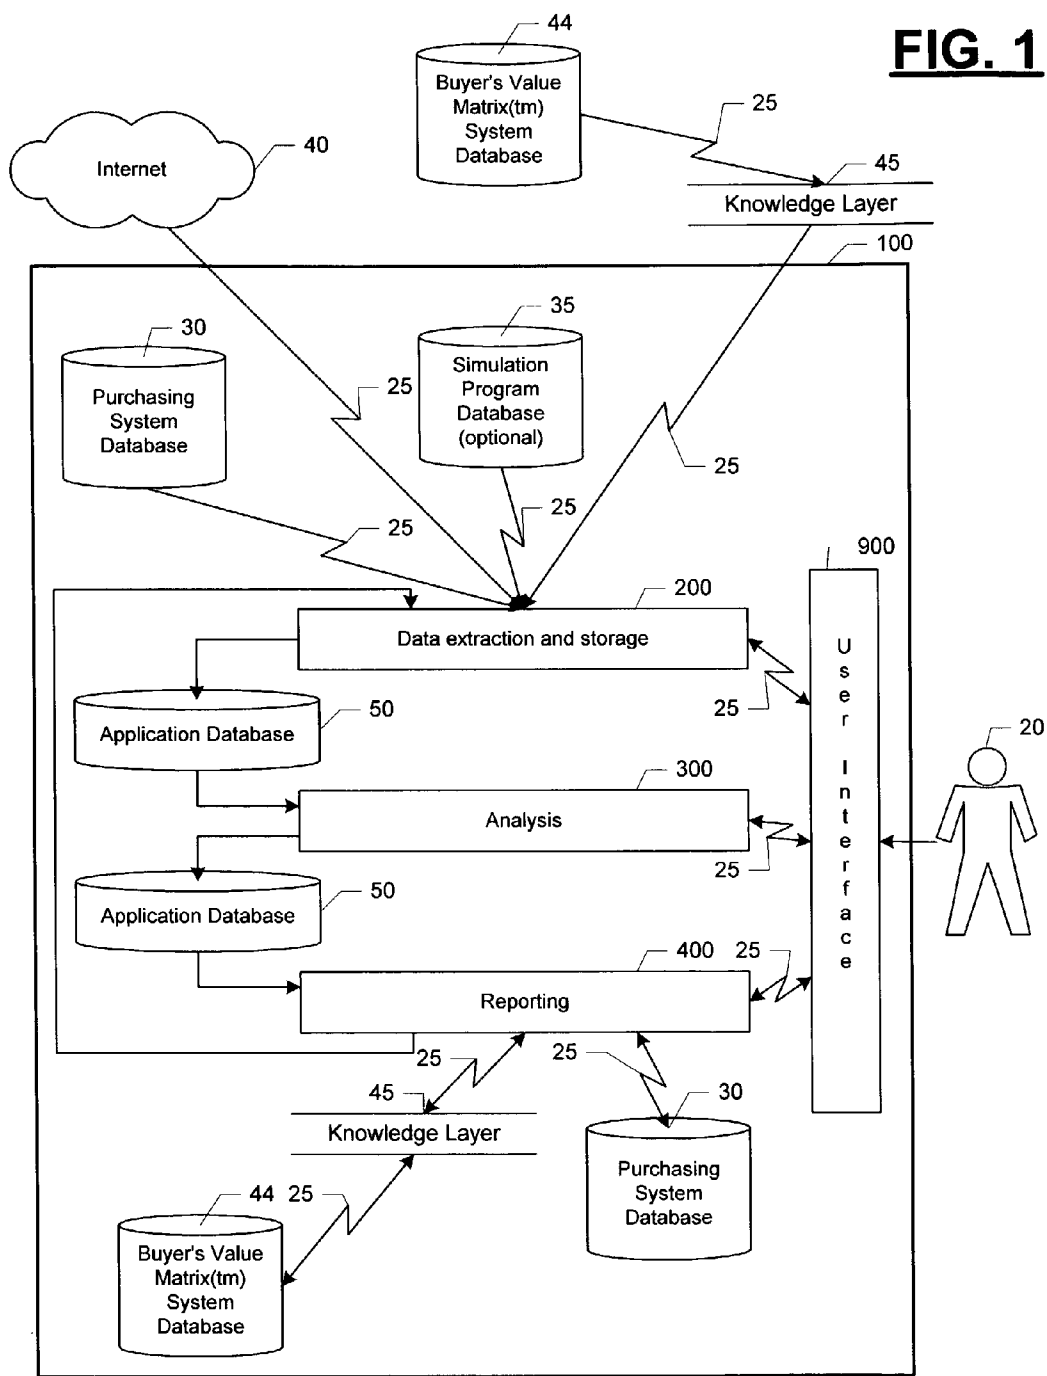 FIG. 1
44
Buyer's Value
Matrix(tm)
System
Database
25
Internet
40
45
Knowledge Layer
100
30
Purchasing
System
Database
35
Simulation
Program
Database
(optional)
25
25
25
25
900
200
Data extraction and storage
25
User Interface
50
Application Database
20
300
Analysis
25
50
Application Database
400
25
Reporting
25
25
45
Knowledge Layer
30
Purchasing
System
Database
44
25
Buyer's Value
Matrix(tm)
System
Database